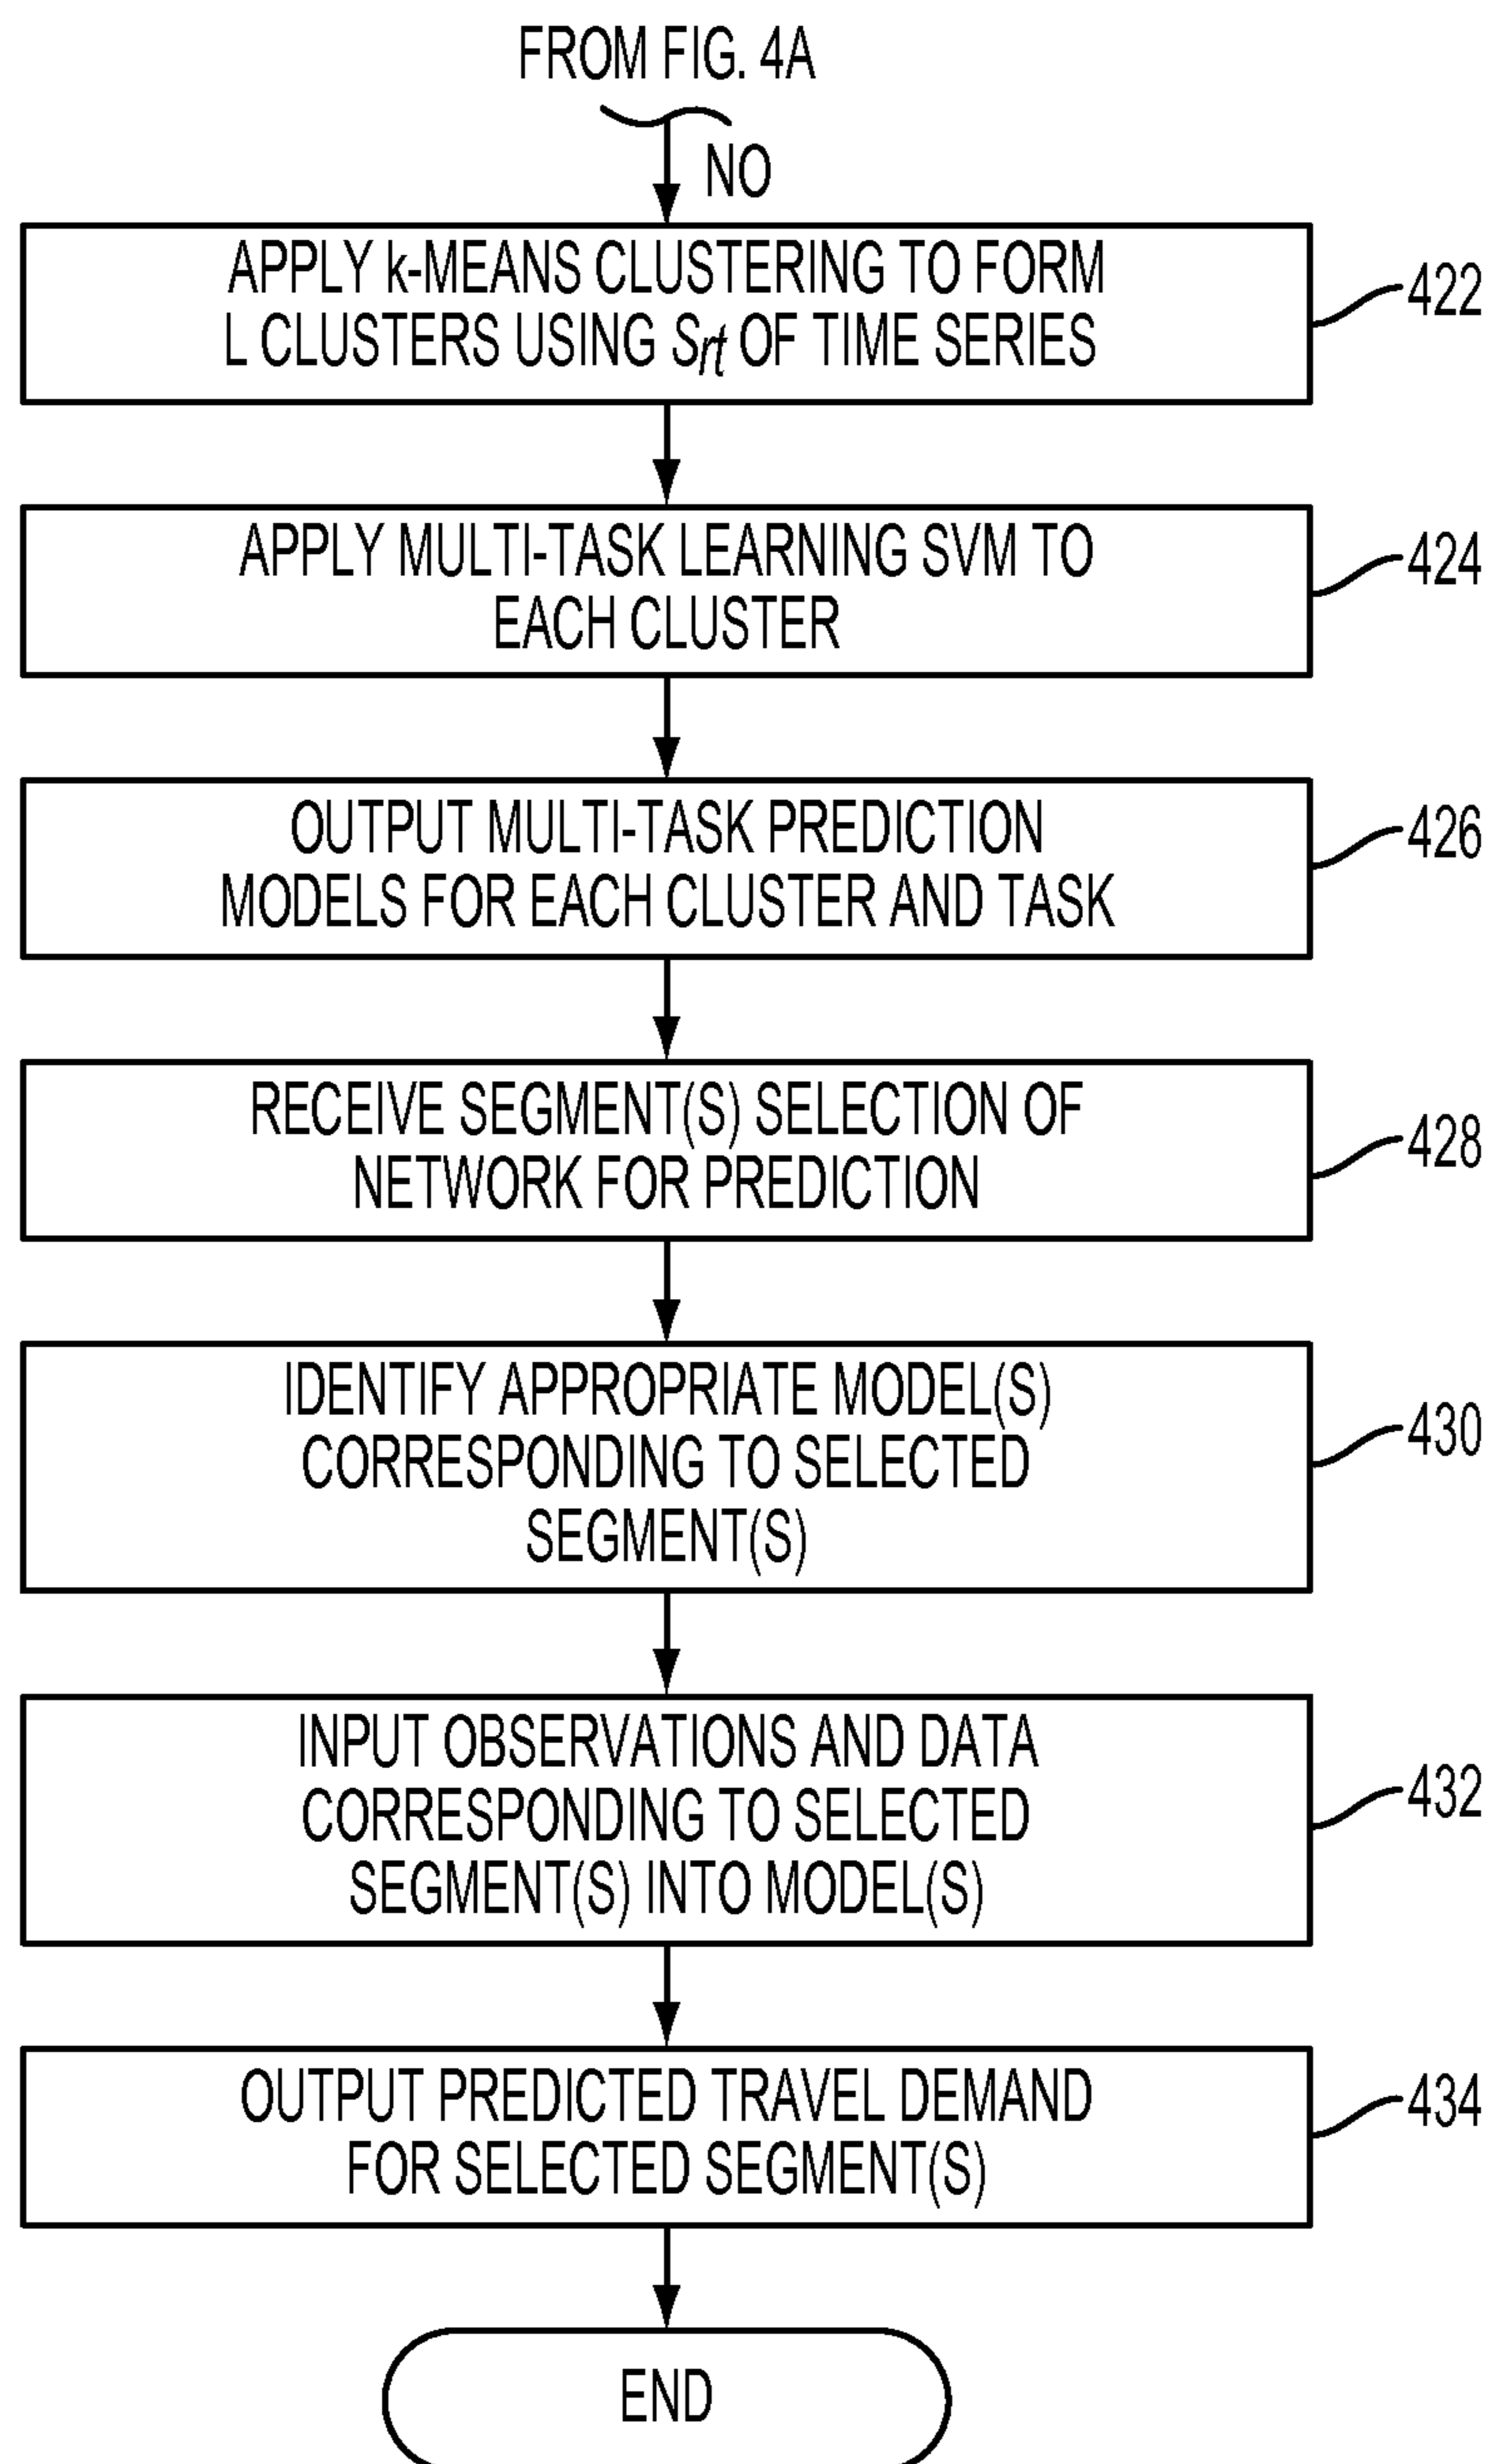 FROM FIG. 4A
NO
APPLY k-MEANS CLUSTERING TO FORM
L CLUSTERS USING Srt OF TIME SERIES
422
APPLY MULTI-TASK LEARNING SVM TO
EACH CLUSTER
424
OUTPUT MULTI-TASK PREDICTION
MODELS FOR EACH CLUSTER AND TASK
426
RECEIVE SEGMENT(S) SELECTION OF
NETWORK FOR PREDICTION
428
IDENTIFY APPROPRIATE MODEL(S)
CORRESPONDING TO SELECTED
SEGMENT(S)
430
INPUT OBSERVATIONS AND DATA
CORRESPONDING TO SELECTED
SEGMENT(S) INTO MODEL(S)
432
OUTPUT PREDICTED TRAVEL DEMAND
FOR SELECTED SEGMENT(S)
434
END